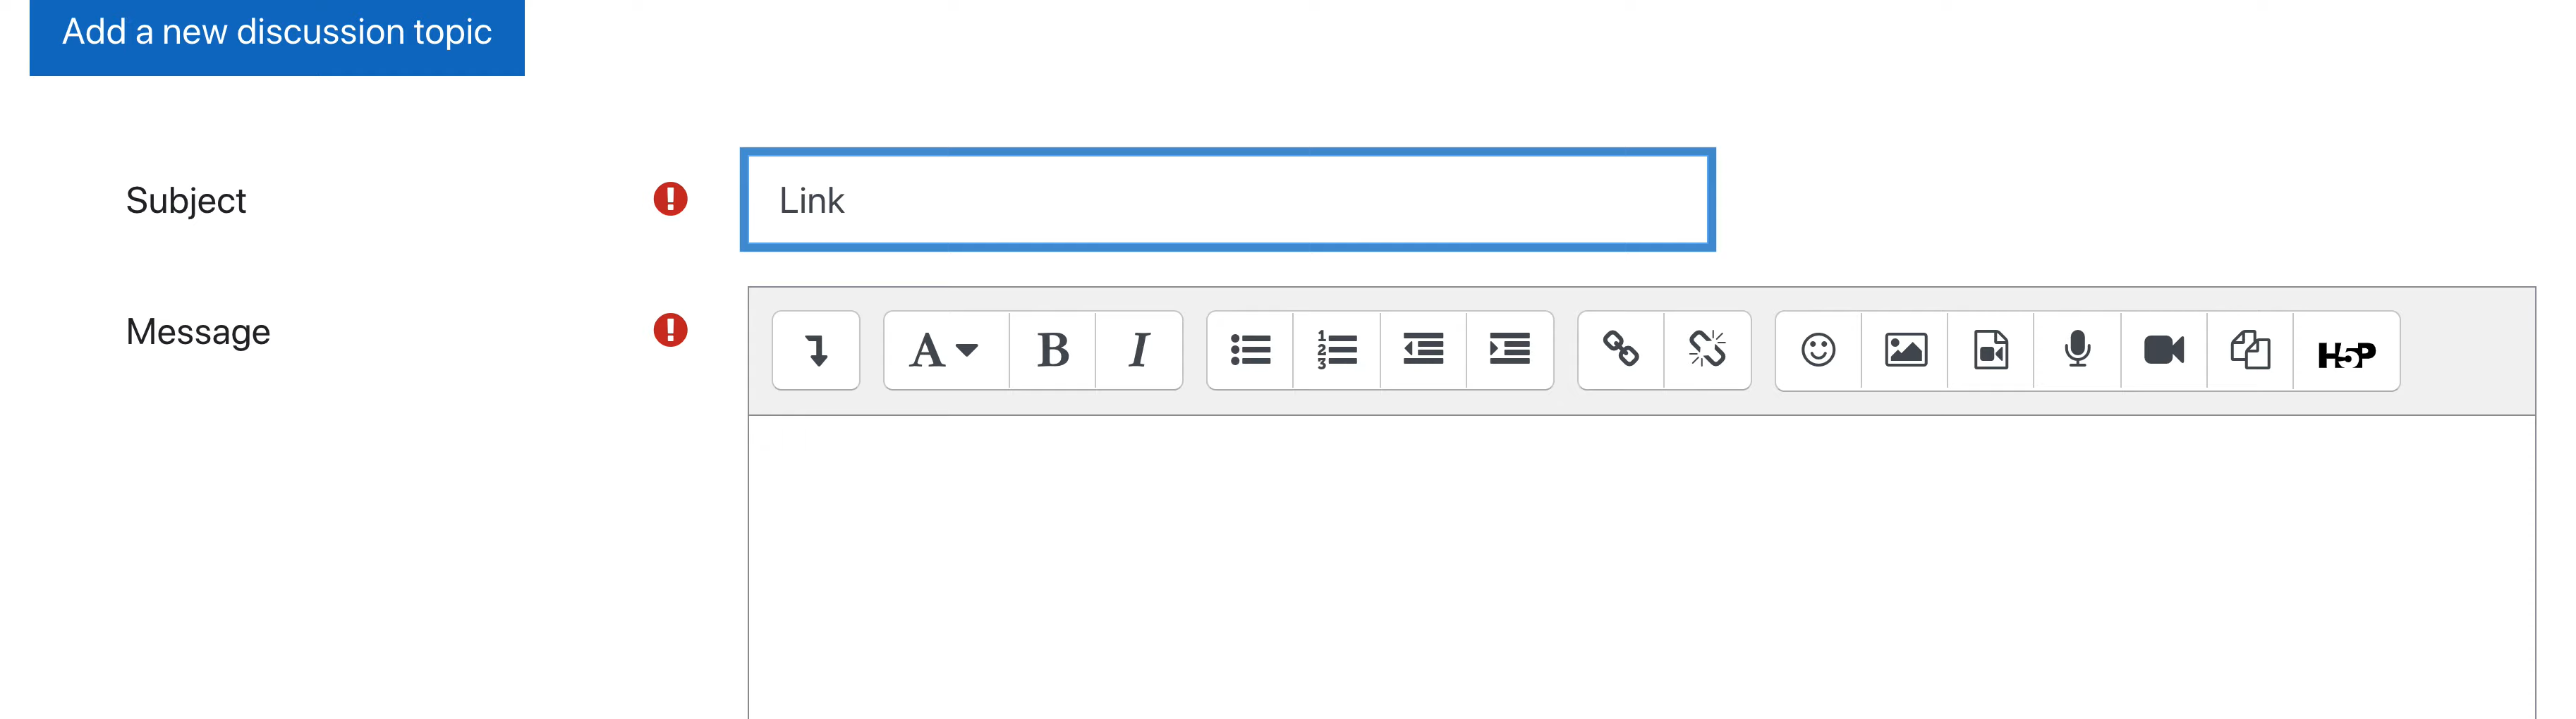 Add a new discussion topic
Subject
Link
Message
A B I
H5P